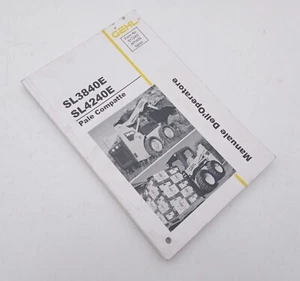 GEHL
SL3840E
SL4240E
Pale Compatte
Manuale Dell'Operatore